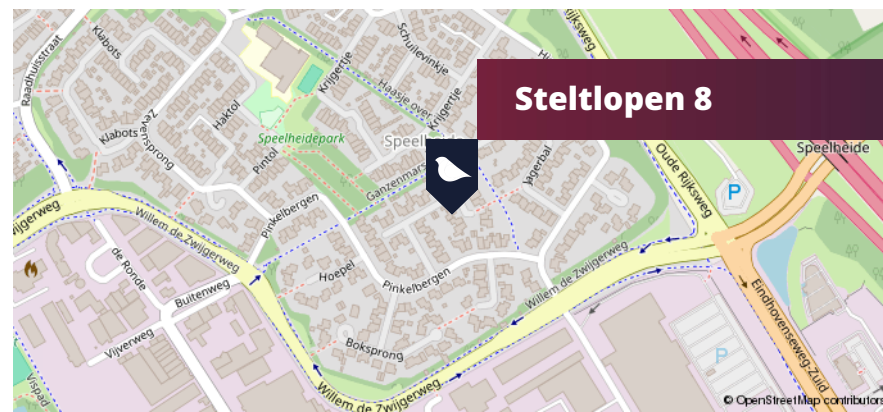 Raadhuisstraat
Klabots
Krijgertje
Schuilevinkje
Rijksweg
Steltlopen 8
Haasje over
Krijgertje
Haktol
Klabots
Zevensprong
Speelheidepark
Pintol
Speelheide
Ganzenmars
Jagerbal
Oude Rijksweg
P
Speelheide
Willem de Zwijgerweg
Pinkelbergen
de Ronde
Hoepel
Pinkelbergen
Willem de Zwijgerweg
Buitenweg
Vijverweg
Boksprong
P
Eindhovenseweg-Zuid
Vispad
Willem de Zwijgerweg
© OpenStreetMap contributors